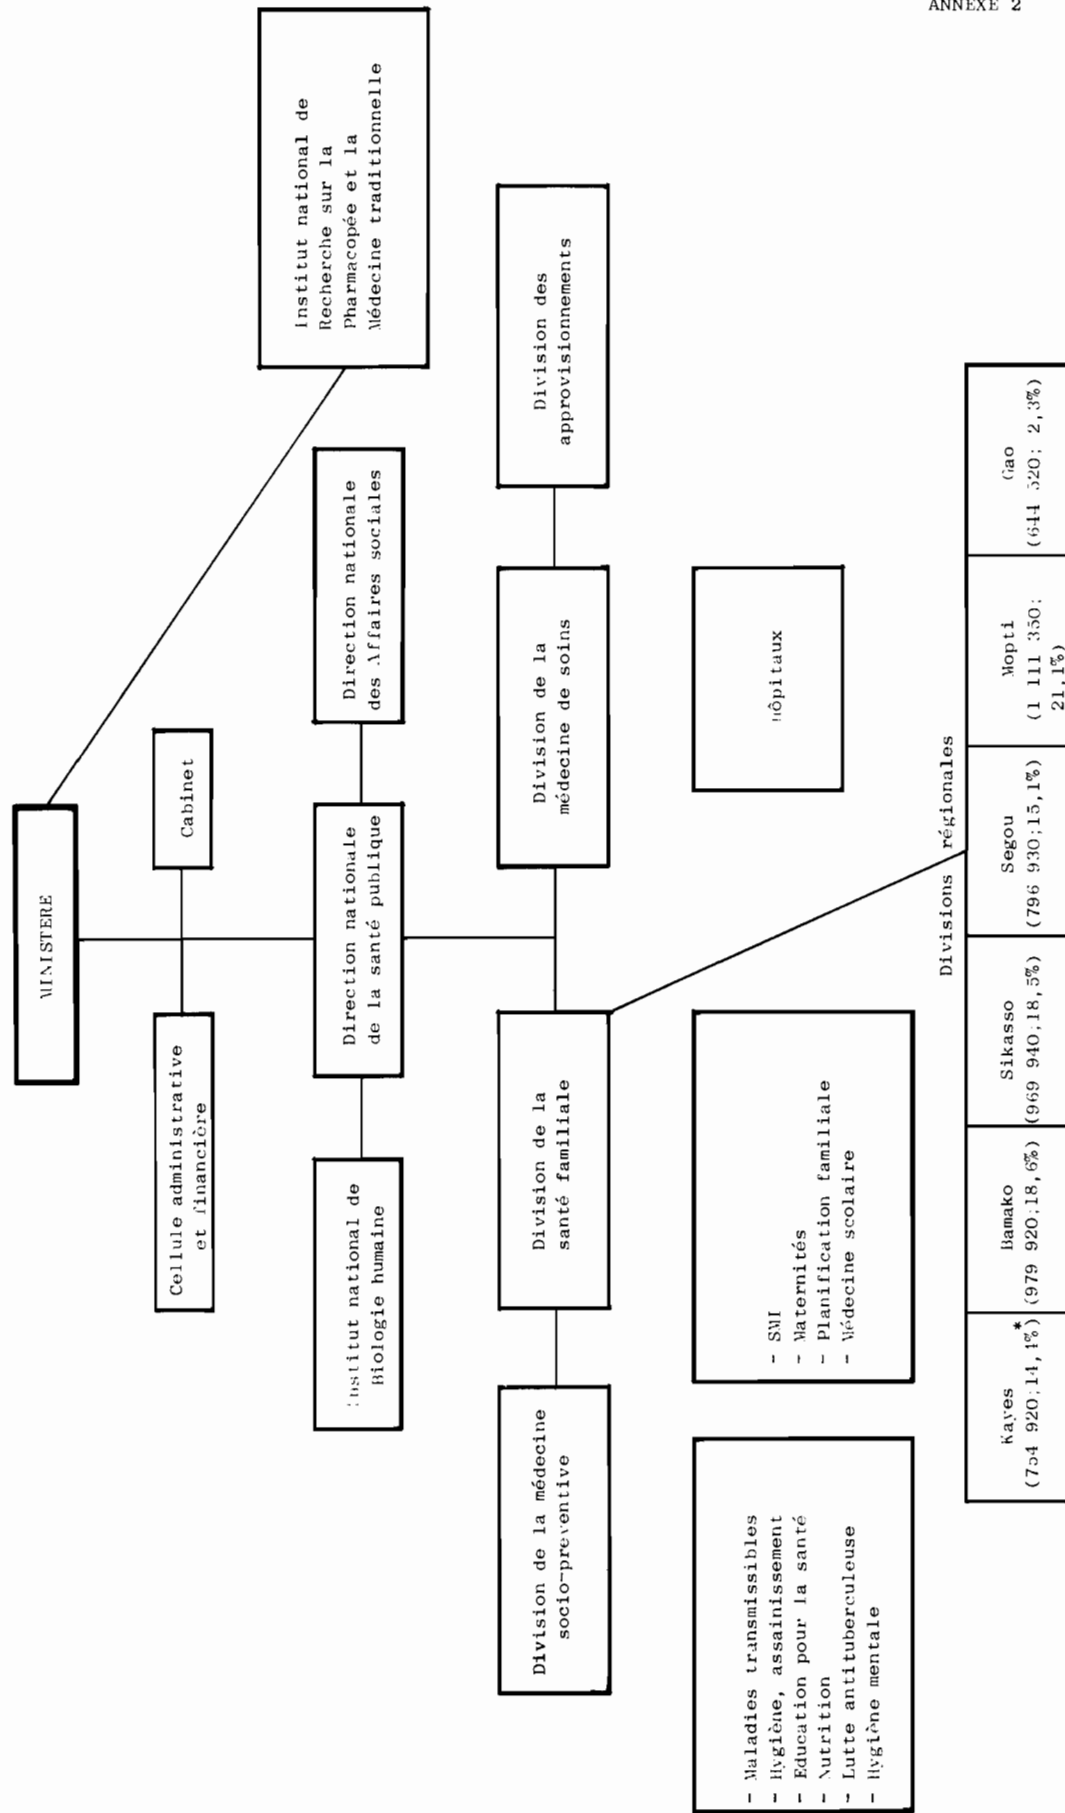 ANNEXE 2
MINISTERE
Cellule administrative
et financière
Cabinet
Institut national de
Recherche sur la
Pharmacopée et la
Médecine traditionnelle
Institut national de
Biologie humaine
Direction nationale
de la santé publique
Direction nationale
des Affaires sociales
Division de la médecine
socio-preventive
Division de la
santé familiale
Division de la
médecine de soins
Division des
approvisionnements
- Maladies transmissibles
- Hygiène, assainissement
- Education pour la santé
- Nutrition
- Lutte antituberculeuse
- Hygiène mentale
- SMI
- Maternités
- Planification familiale
- Médecine scolaire
Hôpitaux
Divisions régionales
Kayes
(754 920;14,4%)*
Bamako
(979 920;18,6%)
Sikasso
(969 940;18,5%)
Segou
(796 930;15,1%)
Mopti
(1 111 350;
21,1%)
Gao
(644 520; 2,3%)